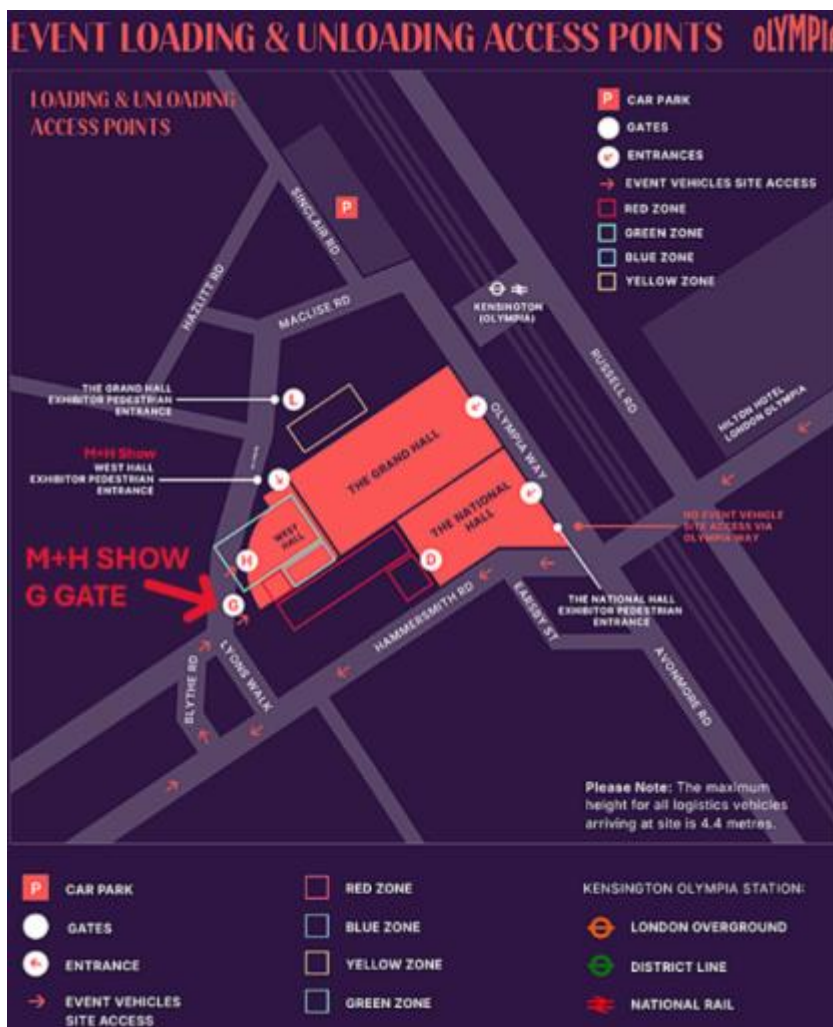 EVENT LOADING & UNLOADING ACCESS POINTS
OLYMPIA
LOADING & UNLOADING
ACCESS POINTS
P
CAR PARK
GATES
ENTRANCES
EVENT VEHICLES SITE ACCESS
RED ZONE
GREEN ZONE
BLUE ZONE
YELLOW ZONE
SINCLAIR RD
P
HAZLITT RD
MACLISE RD
KENSINGTON
(OLYMPIA)
RUSSELL RD
HILTON HOTEL
LONDON OLYMPIA
THE GRAND HALL
EXHIBITOR PEDESTRIAN
ENTRANCE
L
OLYMPIA WAY
THE GRAND HALL
M+H Show
WEST HALL
EXHIBITOR PEDESTRIAN
ENTRANCE
THE NATIONAL
HALL
WEST
HALL
NO EVENT VEHICLE
SITE ACCESS VIA
OLYMPIA WAY
M+H SHOW
G GATE
H
D
G
THE NATIONAL HALL
EXHIBITOR PEDESTRIAN
ENTRANCE
HAMMERSMITH RD
EARSBY ST
AVONMORE RD
LYONS WALK
BLYTHE RD
Please Note: The maximum
height for all logistics vehicles
arriving at site is 4.4 metres.
P
CAR PARK
GATES
ENTRANCE
EVENT VEHICLES
SITE ACCESS
RED ZONE
BLUE ZONE
YELLOW ZONE
GREEN ZONE
KENSINGTON OLYMPIA STATION:
LONDON OVERGROUND
DISTRICT LINE
NATIONAL RAIL